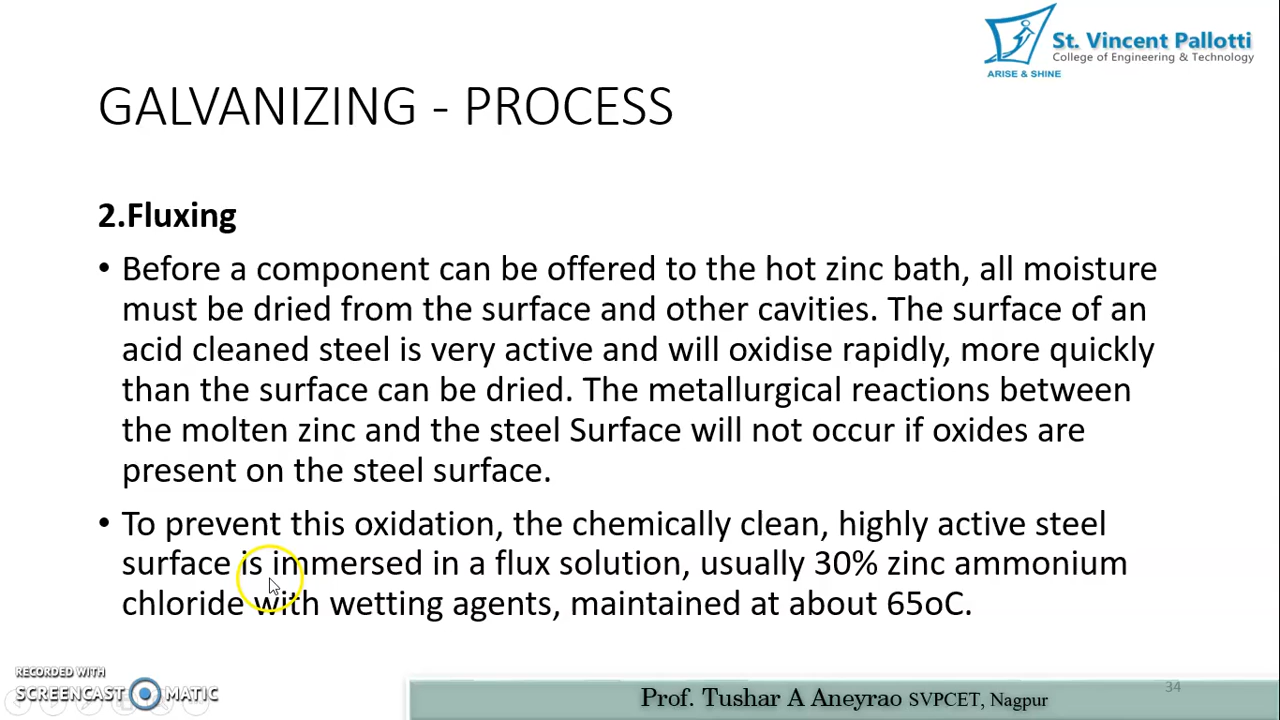 St. Vincent Pallotti
College of Engineering & Technology
ARISE & SHINE
GALVANIZING - PROCESS
2.Fluxing
• Before a component can be offered to the hot zinc bath, all moisture
must be dried from the surface and other cavities. The surface of an
acid cleaned steel is very active and will oxidise rapidly, more quickly
than the surface can be dried. The metallurgical reactions between
the molten zinc and the steel Surface will not occur if oxides are
present on the steel surface.
• To prevent this oxidation, the chemically clean, highly active steel
surface is immersed in a flux solution, usually 30% zinc ammonium
chloride with wetting agents, maintained at about 65oC.
RECORDED WITH
SCREENCAST MATIC
Prof. Tushar A Aneyrao SVPCET, Nagpur
34